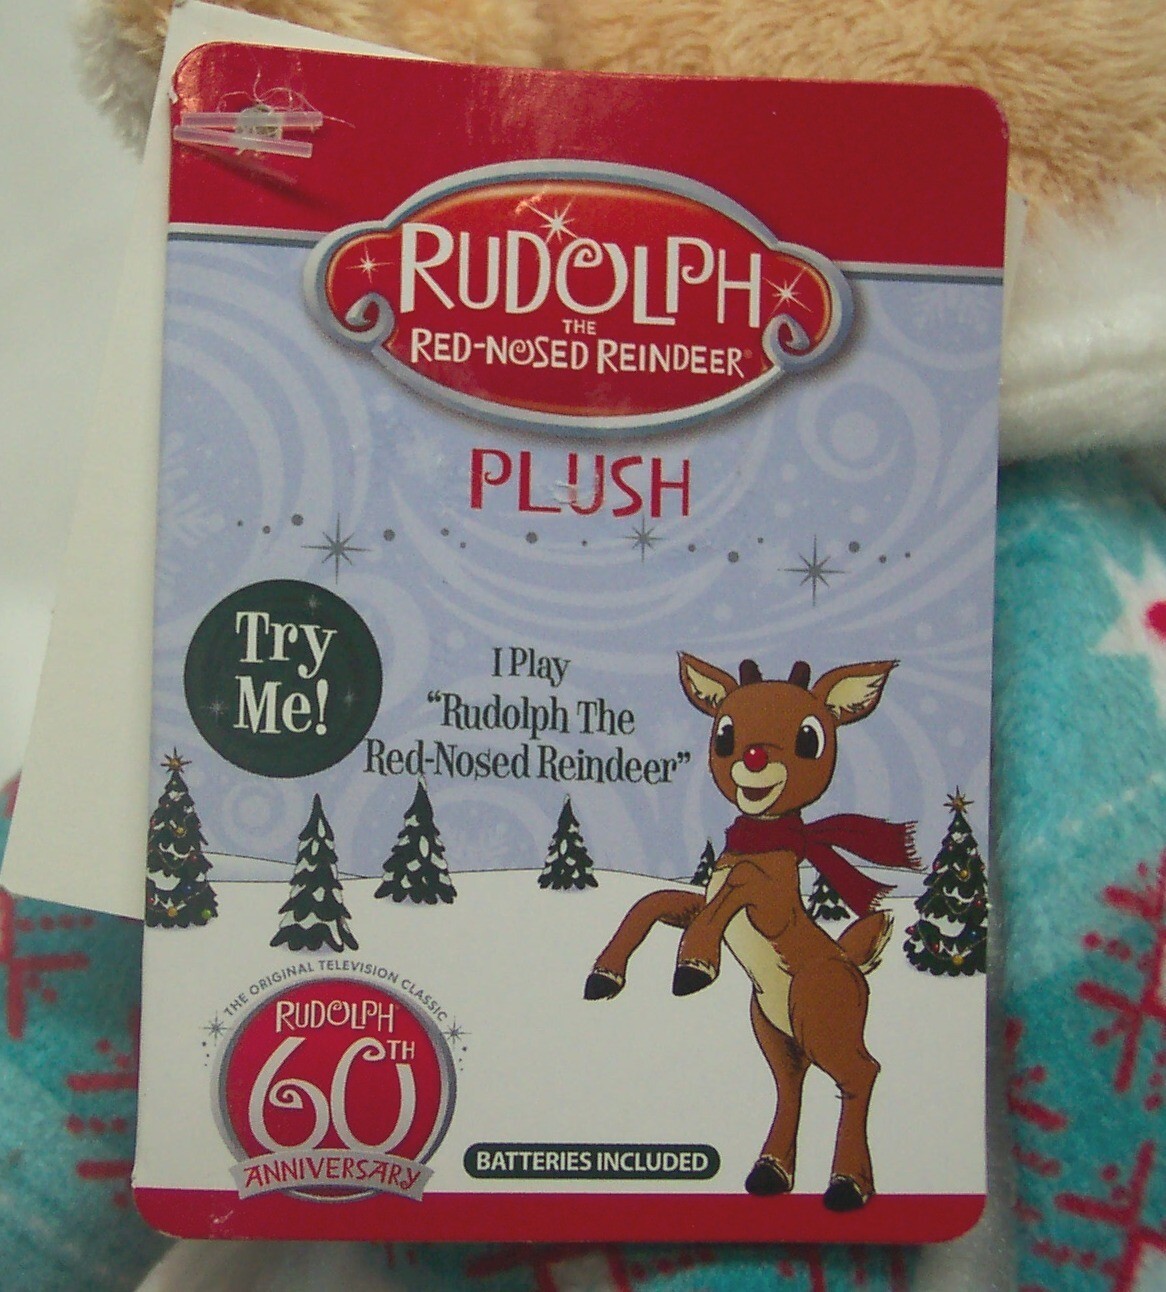 RUDOLPH
THE
RED-NOSED REINDEER®
PLUSH
Try
Me!
I Play
“Rudolph The
Red-Nosed Reindeer”
THE ORIGINAL TELEVISION CLASSIC
RUDOLPH
60TH
ANNIVERSARY
BATTERIES INCLUDED